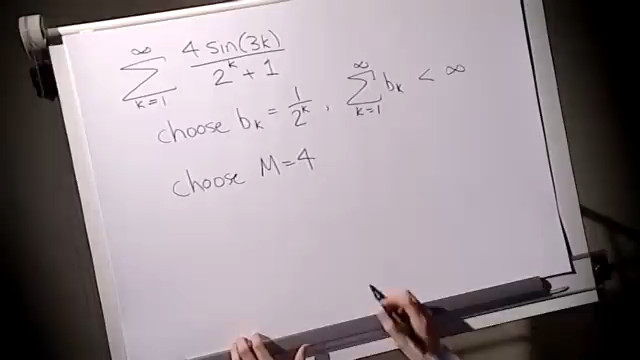 ∞∑k=1 4 sin(3k) / 2^k + 1
choose b_k = 1/2^k , ∞∑k=1 b_k < ∞
choose M=4